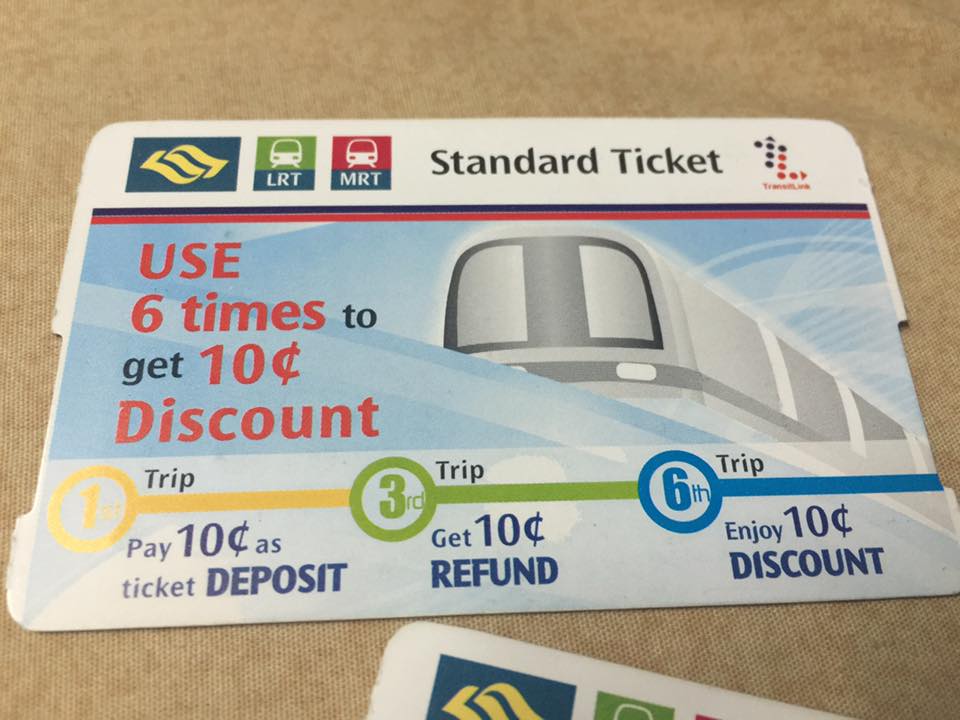 LRT MRT Standard Ticket TransitLink
USE
6 times to
get 10¢
Discount
1st Trip 3rd Trip 6th Trip
Pay 10¢ as Get 10¢ Enjoy 10¢
ticket DEPOSIT REFUND DISCOUNT